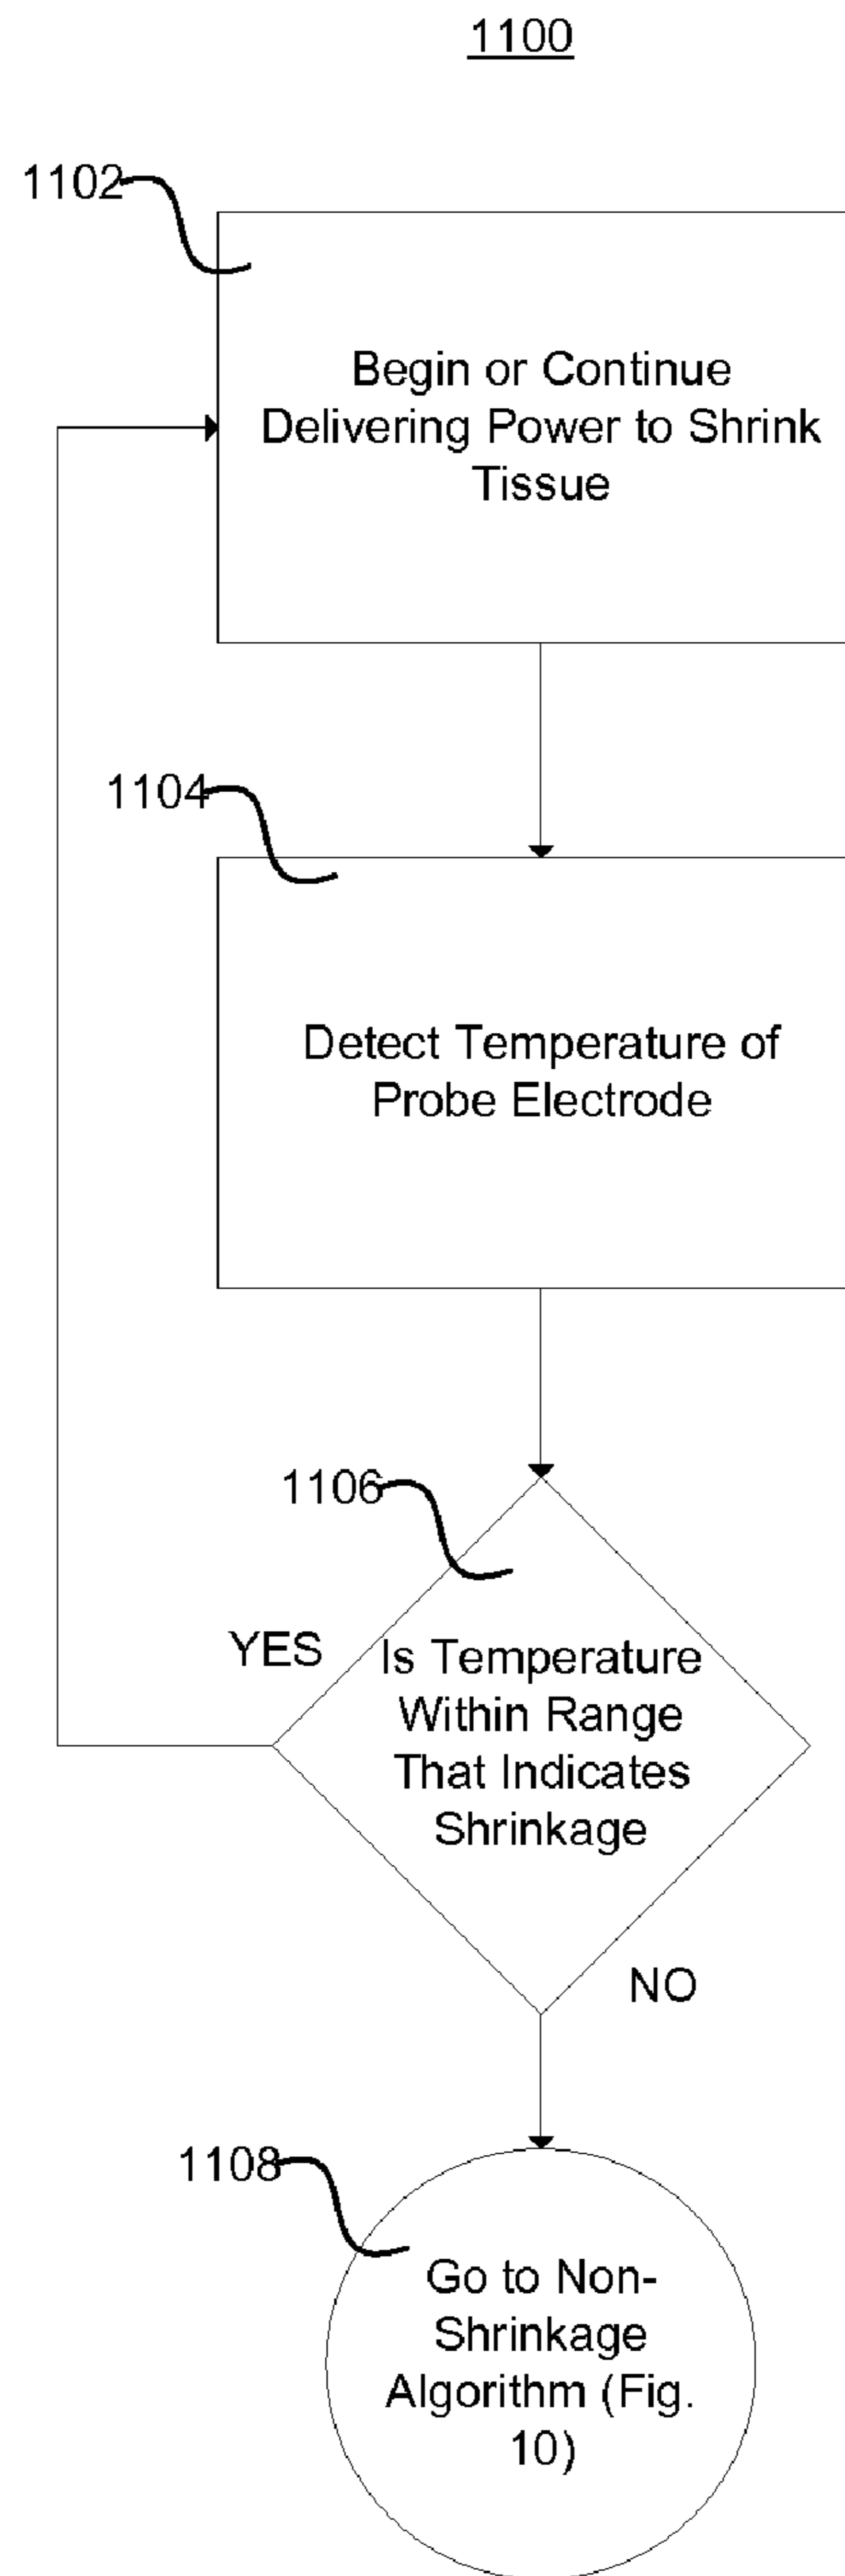 1100
1102
Begin or Continue
Delivering Power to Shrink
Tissue
1104
Detect Temperature of
Probe Electrode
1106
YES
Is Temperature
Within Range
That Indicates
Shrinkage
NO
1108
Go to Non-
Shrinkage
Algorithm (Fig.
10)